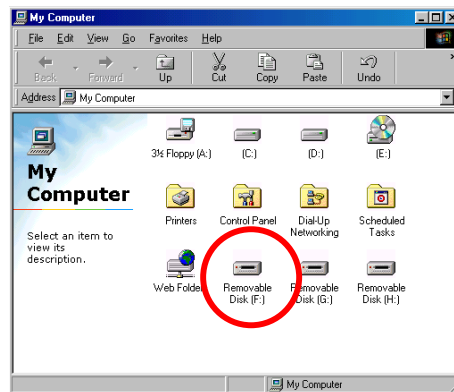 My Computer
File Edit View Go Favorites Help
Back Forward Up Cut Copy Paste Undo
Address My Computer
3½ Floppy (A:) (C:) (D:) (E:)
My
Computer
Printers Control Panel Dial-Up Scheduled
Networking Tasks
Select an item to
view its
description.
Web Folders Removable Removable Removable
Disk (F:) Disk (G:) Disk (H:)
My Computer